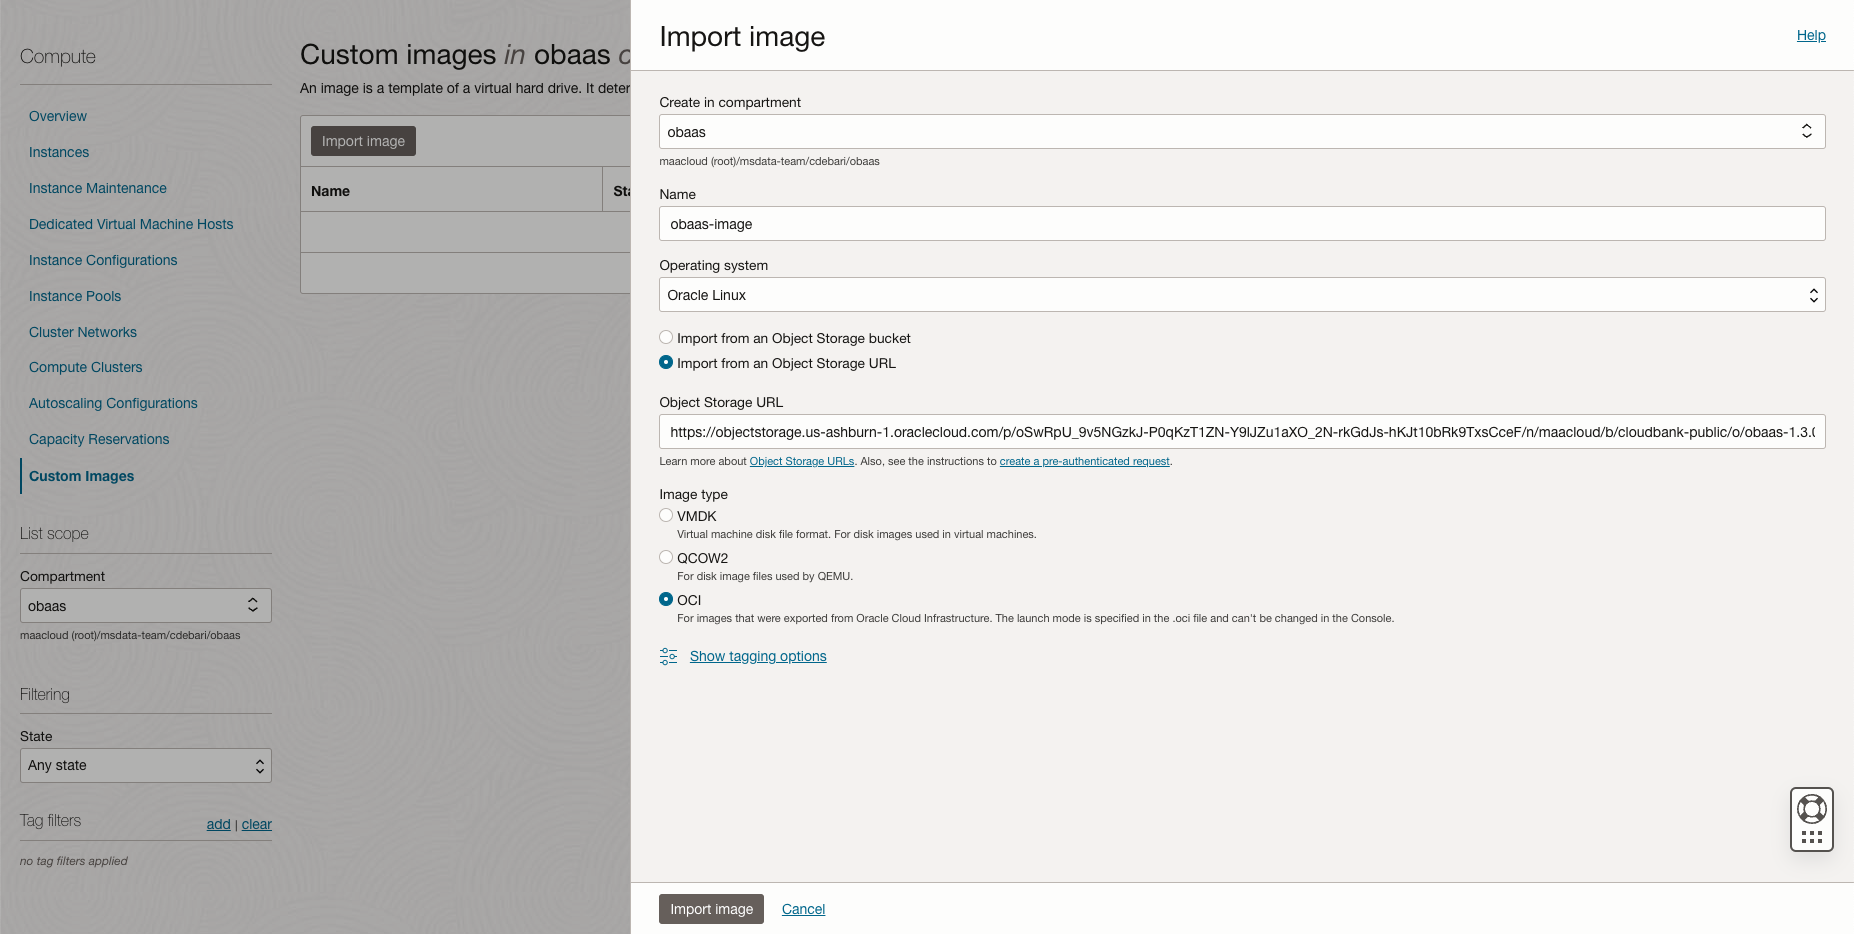 Compute
Overview
Instances
Instance Maintenance
Dedicated Virtual Machine Hosts
Instance Configurations
Instance Pools
Cluster Networks
Compute Clusters
Autoscaling Configurations
Capacity Reservations
Custom Images
List scope
Compartment
obaas
maacloud (root)/msdata-team/cdebari/obaas
Filtering
State
Any state
Tag filters
add | clear
no tag filters applied
Custom images in obaas
An image is a template of a virtual hard drive. It deter
Import image
Name
Sta
Import image
Help
Create in compartment
obaas
maacloud (root)/msdata-team/cdebari/obaas
Name
obaas-image
Operating system
Oracle Linux
Import from an Object Storage bucket
Import from an Object Storage URL
Object Storage URL
https://objectstorage.us-ashburn-1.oraclecloud.com/p/oSwRpU_9v5NGzkJ-P0qKzT1ZN-Y9lJZu1aXO_2N-rkGdJs-hKJt10bRk9TxsCceF/n/maacloud/b/cloudbank-public/o/obaas-1.3.0
Learn more about Object Storage URLs. Also, see the instructions to create a pre-authenticated request.
Image type
VMDK
Virtual machine disk file format. For disk images used in virtual machines.
QCOW2
For disk image files used by QEMU.
OCI
For images that were exported from Oracle Cloud Infrastructure. The launch mode is specified in the .oci file and can't be changed in the Console.
Show tagging options
Import image
Cancel